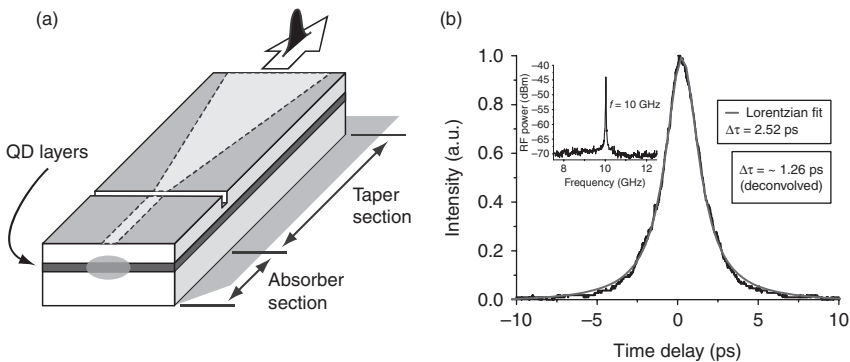 (a)
QD layers
Taper
section
Absorber
section
(b)
Intensity (a.u.)
1.0
0.8
0.6
0.4
0.2
0.0
−10
−5
0
5
10
Time delay (ps)
RF power (dBm)
−40
−45
−50
−55
−60
−65
−70
f = 10 GHz
8
10
12
Frequency (GHz)
Lorentzian fit
Δτ = 2.52 ps
Δτ = ~ 1.26 ps
(deconvolved)